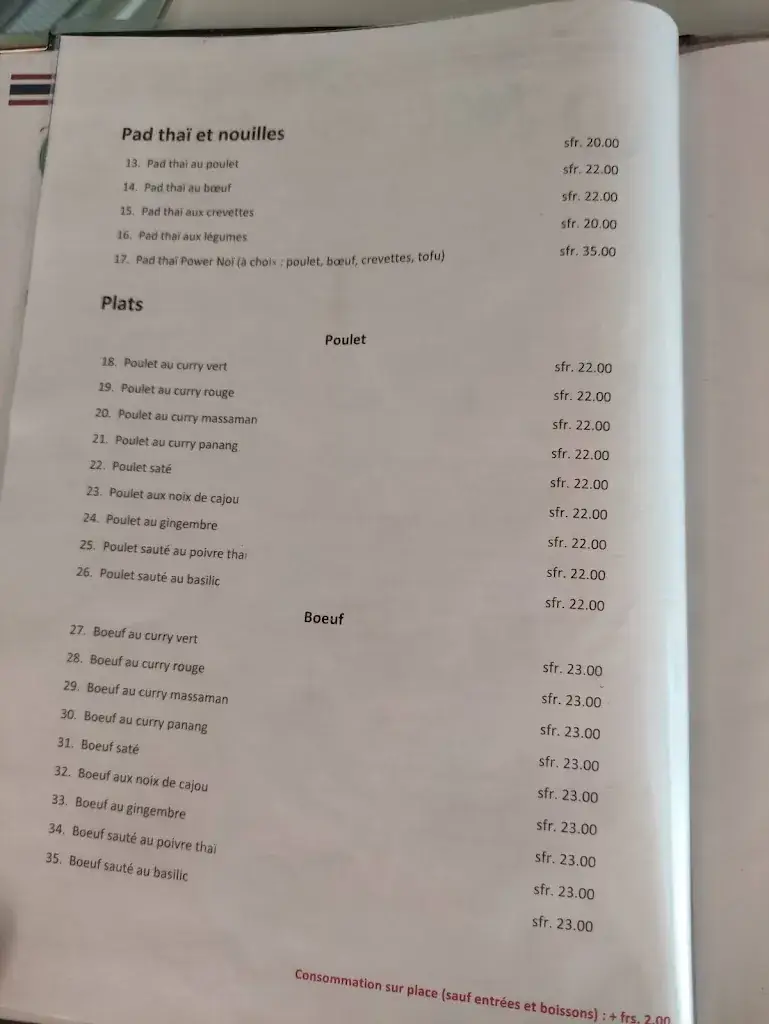 Pad thaï et nouilles
13. Pad thaï au poulet sfr. 20.00
14. Pad thaï au bœuf sfr. 22.00
15. Pad thaï aux crevettes sfr. 22.00
16. Pad thaï aux légumes sfr. 20.00
17. Pad thaï Power Noï (à choix : poulet, bœuf, crevettes, tofu) sfr. 35.00
Plats
Poulet
18. Poulet au curry vert sfr. 22.00
19. Poulet au curry rouge sfr. 22.00
20. Poulet au curry massaman sfr. 22.00
21. Poulet au curry panang sfr. 22.00
22. Poulet saté sfr. 22.00
23. Poulet aux noix de cajou sfr. 22.00
24. Poulet au gingembre sfr. 22.00
25. Poulet sauté au poivre thaï sfr. 22.00
26. Poulet sauté au basilic sfr. 22.00
Boeuf
27. Boeuf au curry vert sfr. 23.00
28. Boeuf au curry rouge sfr. 23.00
29. Boeuf au curry massaman sfr. 23.00
30. Boeuf au curry panang sfr. 23.00
31. Boeuf saté sfr. 23.00
32. Boeuf aux noix de cajou sfr. 23.00
33. Boeuf au gingembre sfr. 23.00
34. Boeuf sauté au poivre thaï sfr. 23.00
35. Boeuf sauté au basilic sfr. 23.00
Consommation sur place (sauf entrées et boissons) : + frs. 2.00